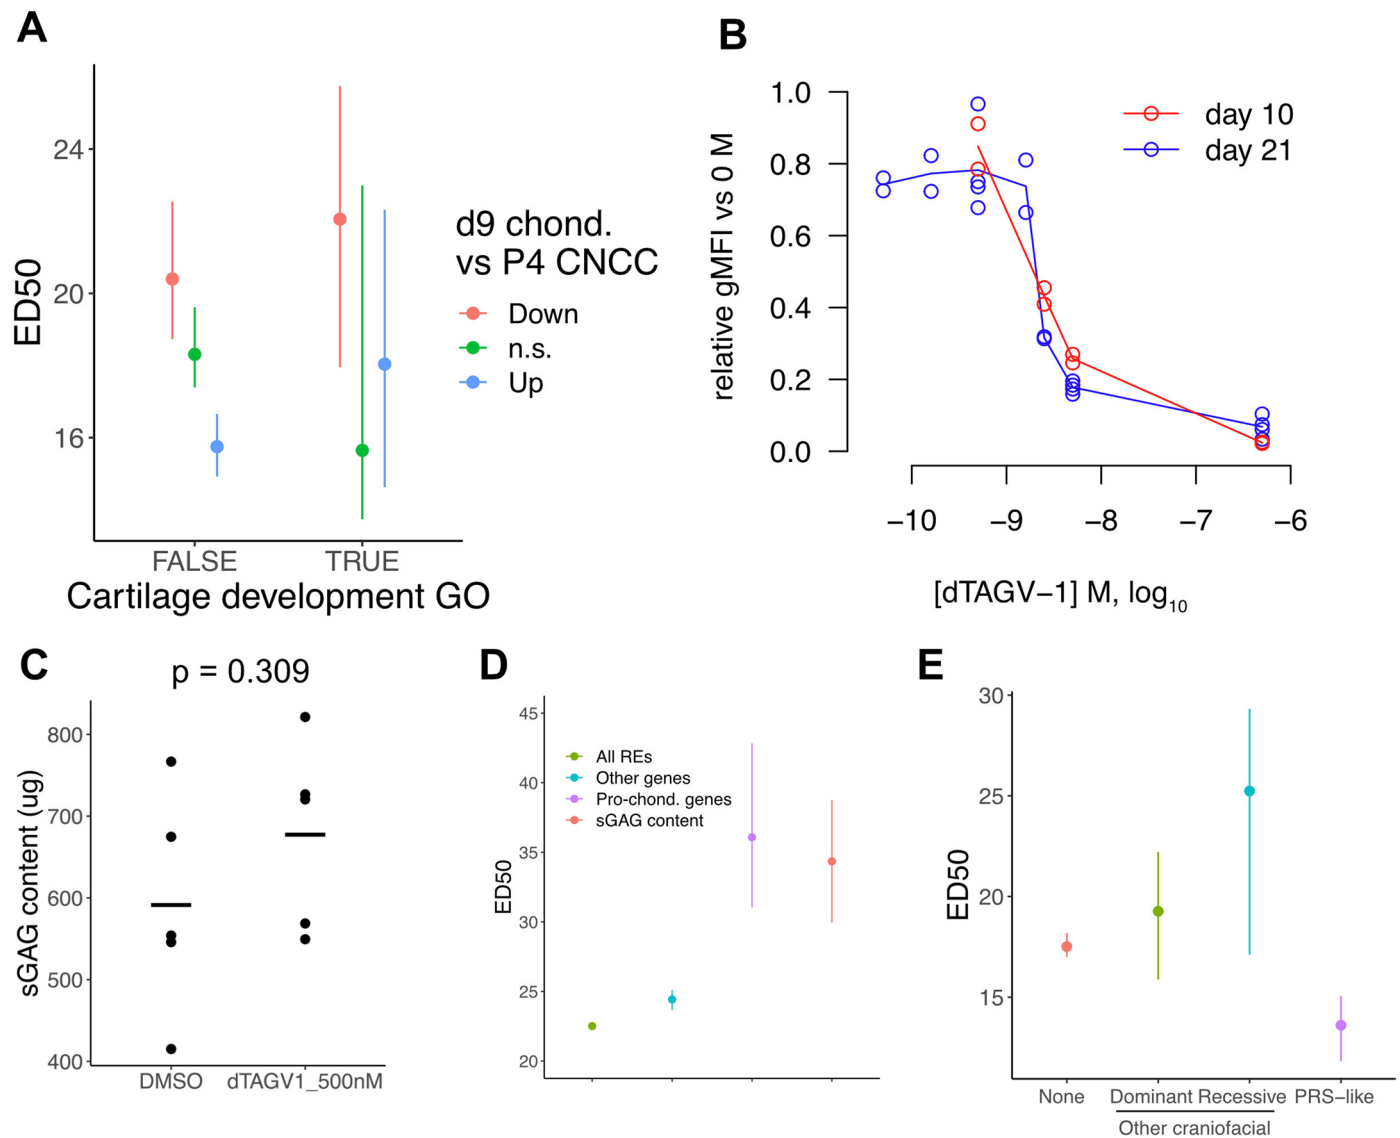 A
24
20
16
ED50
FALSE TRUE
Cartilage development GO
d9 chond.
vs P4 CNCC
Down
n.s.
Up
B
1.0
0.8
0.6
0.4
0.2
0.0
relative gMFI vs 0 M
day 10
day 21
−10 −9 −8 −7 −6
[dTAGV−1] M, log10
C
p = 0.309
800
700
600
500
400
sGAG content (ug)
DMSO dTAGV1_500nM
D
45
40
35
30
25
20
ED50
All REs
Other genes
Pro−chond. genes
sGAG content
E
30
25
20
15
ED50
None Dominant Recessive PRS−like
Other craniofacial